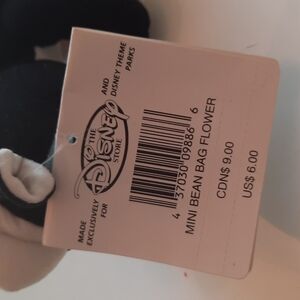 MADE
EXCLUSIVELY
FOR
THE
DISNEP
STORE
AND
DISNEY THEME
PARKS
4 37030 09886 6
MINI BEAN BAG FLOWER
CDN$ 9.00
US$ 6.00